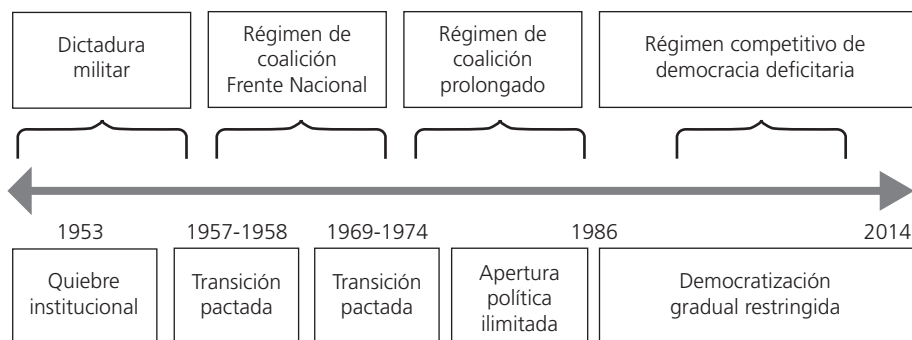 Dictadura
militar
Régimen de
coalición
Frente Nacional
Régimen de
coalición
prolongado
Régimen competitivo de
democracia deficitaria
1953
1957-1958
1969-1974
1986
2014
Quiebre
institucional
Transición
pactada
Transición
pactada
Apertura
política
ilimitada
Democratización
gradual restringida